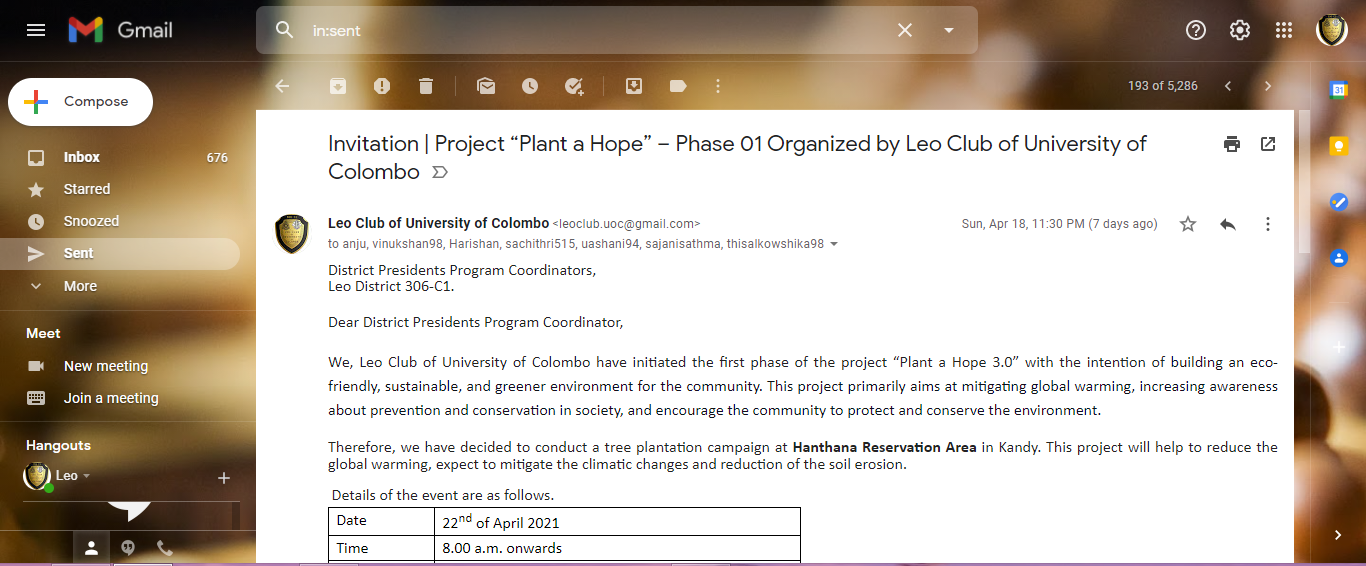 Gmail
in:sent
Compose
193 of 5,286
31
Inbox 676
Starred
Snoozed
Sent
More
Meet
New meeting
Join a meeting
Hangouts
Leo
Invitation | Project “Plant a Hope” – Phase 01 Organized by Leo Club of University of
Colombo
Leo Club of University of Colombo <leoclub.uoc@gmail.com> Sun, Apr 18, 11:30 PM (7 days ago)
to anju, vinukshan98, Harishan, sachithri515, uashani94, sajanisathma, thisalkowshika98
District Presidents Program Coordinators,
Leo District 306-C1.
Dear District Presidents Program Coordinator,
We, Leo Club of University of Colombo have initiated the first phase of the project “Plant a Hope 3.0” with the intention of building an eco-
friendly, sustainable, and greener environment for the community. This project primarily aims at mitigating global warming, increasing awareness
about prevention and conservation in society, and encourage the community to protect and conserve the environment.
Therefore, we have decided to conduct a tree plantation campaign at Hanthana Reservation Area in Kandy. This project will help to reduce the
global warming, expect to mitigate the climatic changes and reduction of the soil erosion.
Details of the event are as follows.
Date 22nd of April 2021
Time 8.00 a.m. onwards